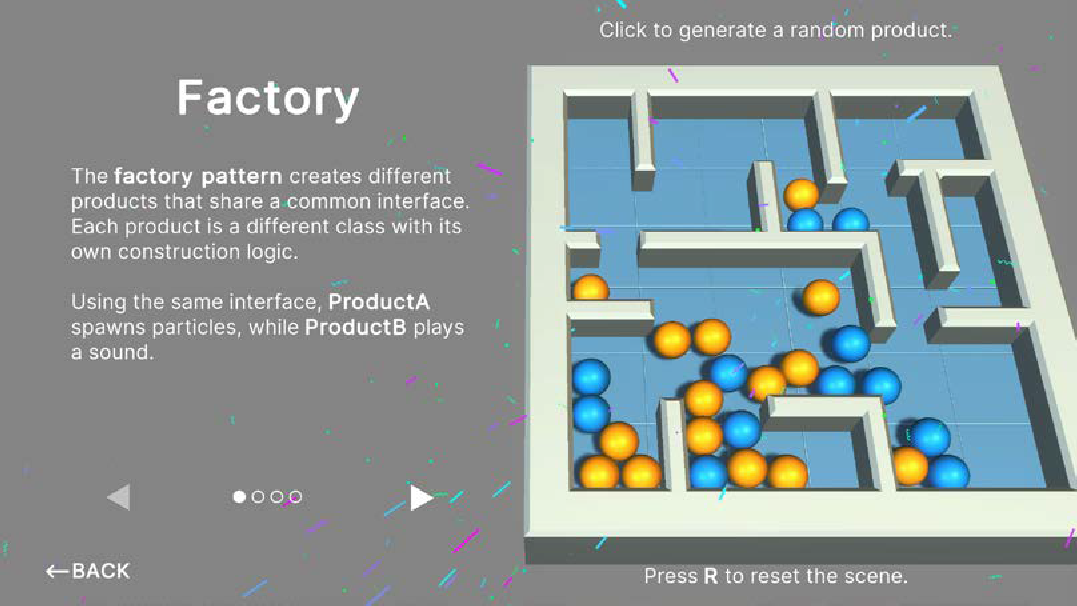 Click to generate a random product.
Factory
The factory pattern creates different
products that share a common interface.
Each product is a different class with its
own construction logic.
Using the same interface, ProductA
spawns particles, while ProductB plays
a sound.
←BACK
Press R to reset the scene.